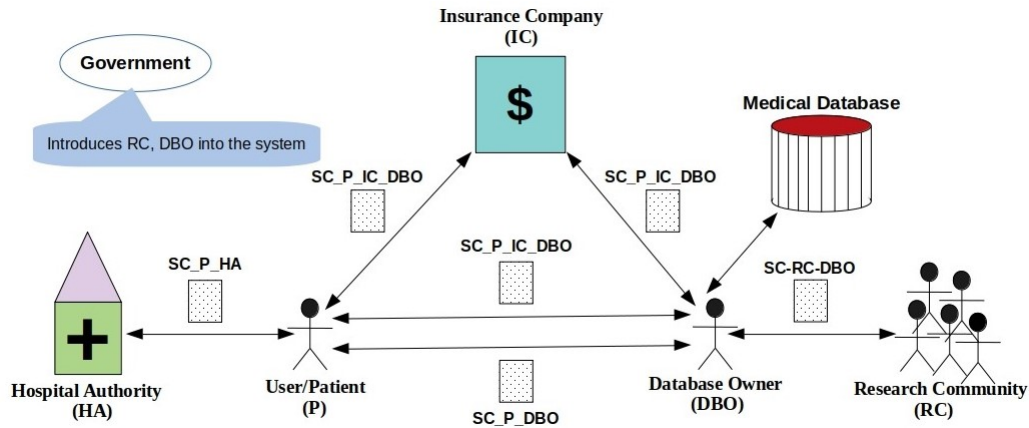 Insurance Company
(IC)
Government
$
Medical Database
Introduces RC, DBO into the system
SC_P_IC_DBO
SC_P_IC_DBO
SC_P_IC_DBO
SC_P_HA
SC-RC-DBO
Hospital Authority
(HA)
User/Patient
(P)
SC_P_DBO
Database Owner
(DBO)
Research Community
(RC)